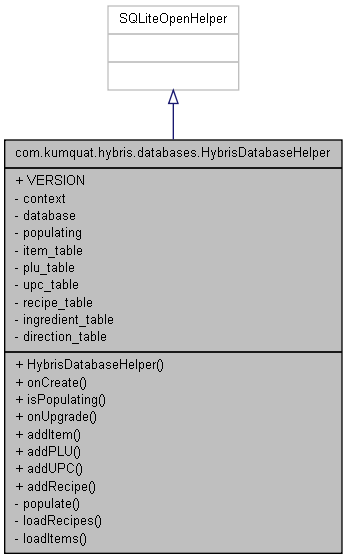 SQLiteOpenHelper
com.kumquat.hybris.databases.HybrisDatabaseHelper
+ VERSION
- context
- database
- populating
- item_table
- plu_table
- upc_table
- recipe_table
- ingredient_table
- direction_table
+ HybrisDatabaseHelper()
+ onCreate()
+ isPopulating()
+ onUpgrade()
+ addItem()
+ addPLU()
+ addUPC()
+ addRecipe()
- populate()
- loadRecipes()
- loadItems()